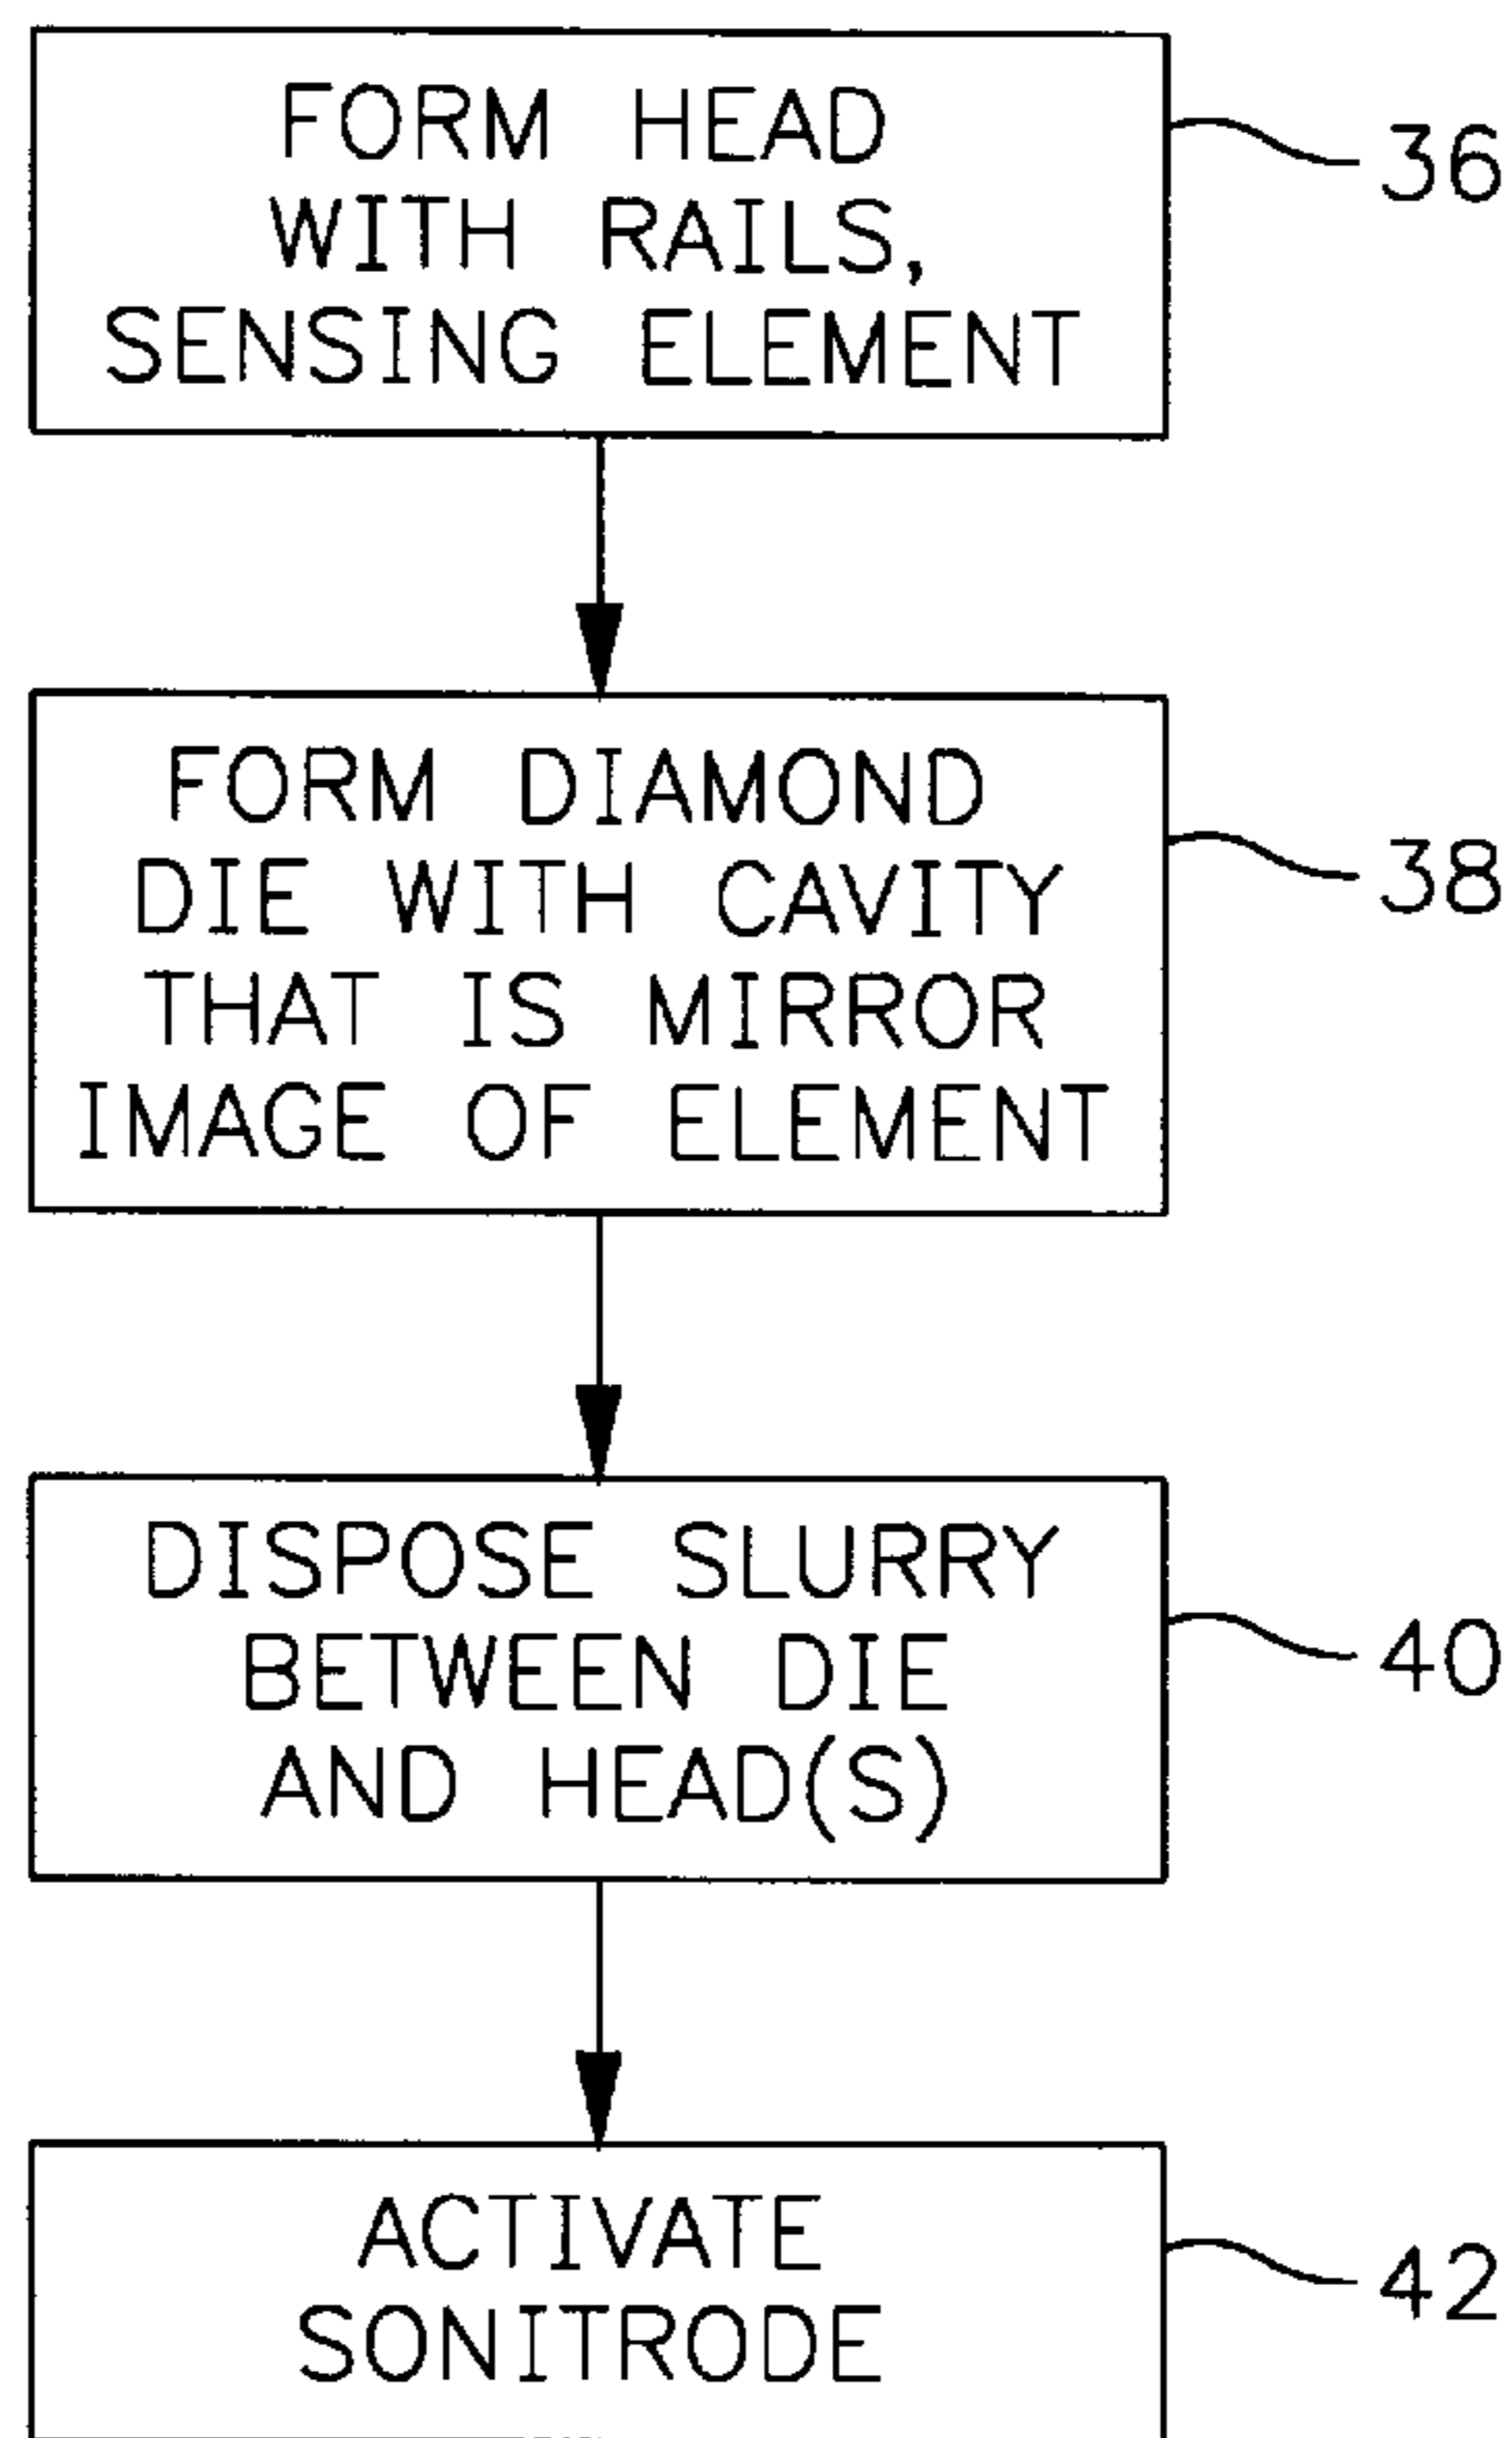 FORM HEAD
WITH RAILS,
SENSING ELEMENT
36
FORM DIAMOND
DIE WITH CAVITY
THAT IS MIRROR
IMAGE OF ELEMENT
38
DISPOSE SLURRY
BETWEEN DIE
AND HEAD(S)
40
ACTIVATE
SONITRODE
42